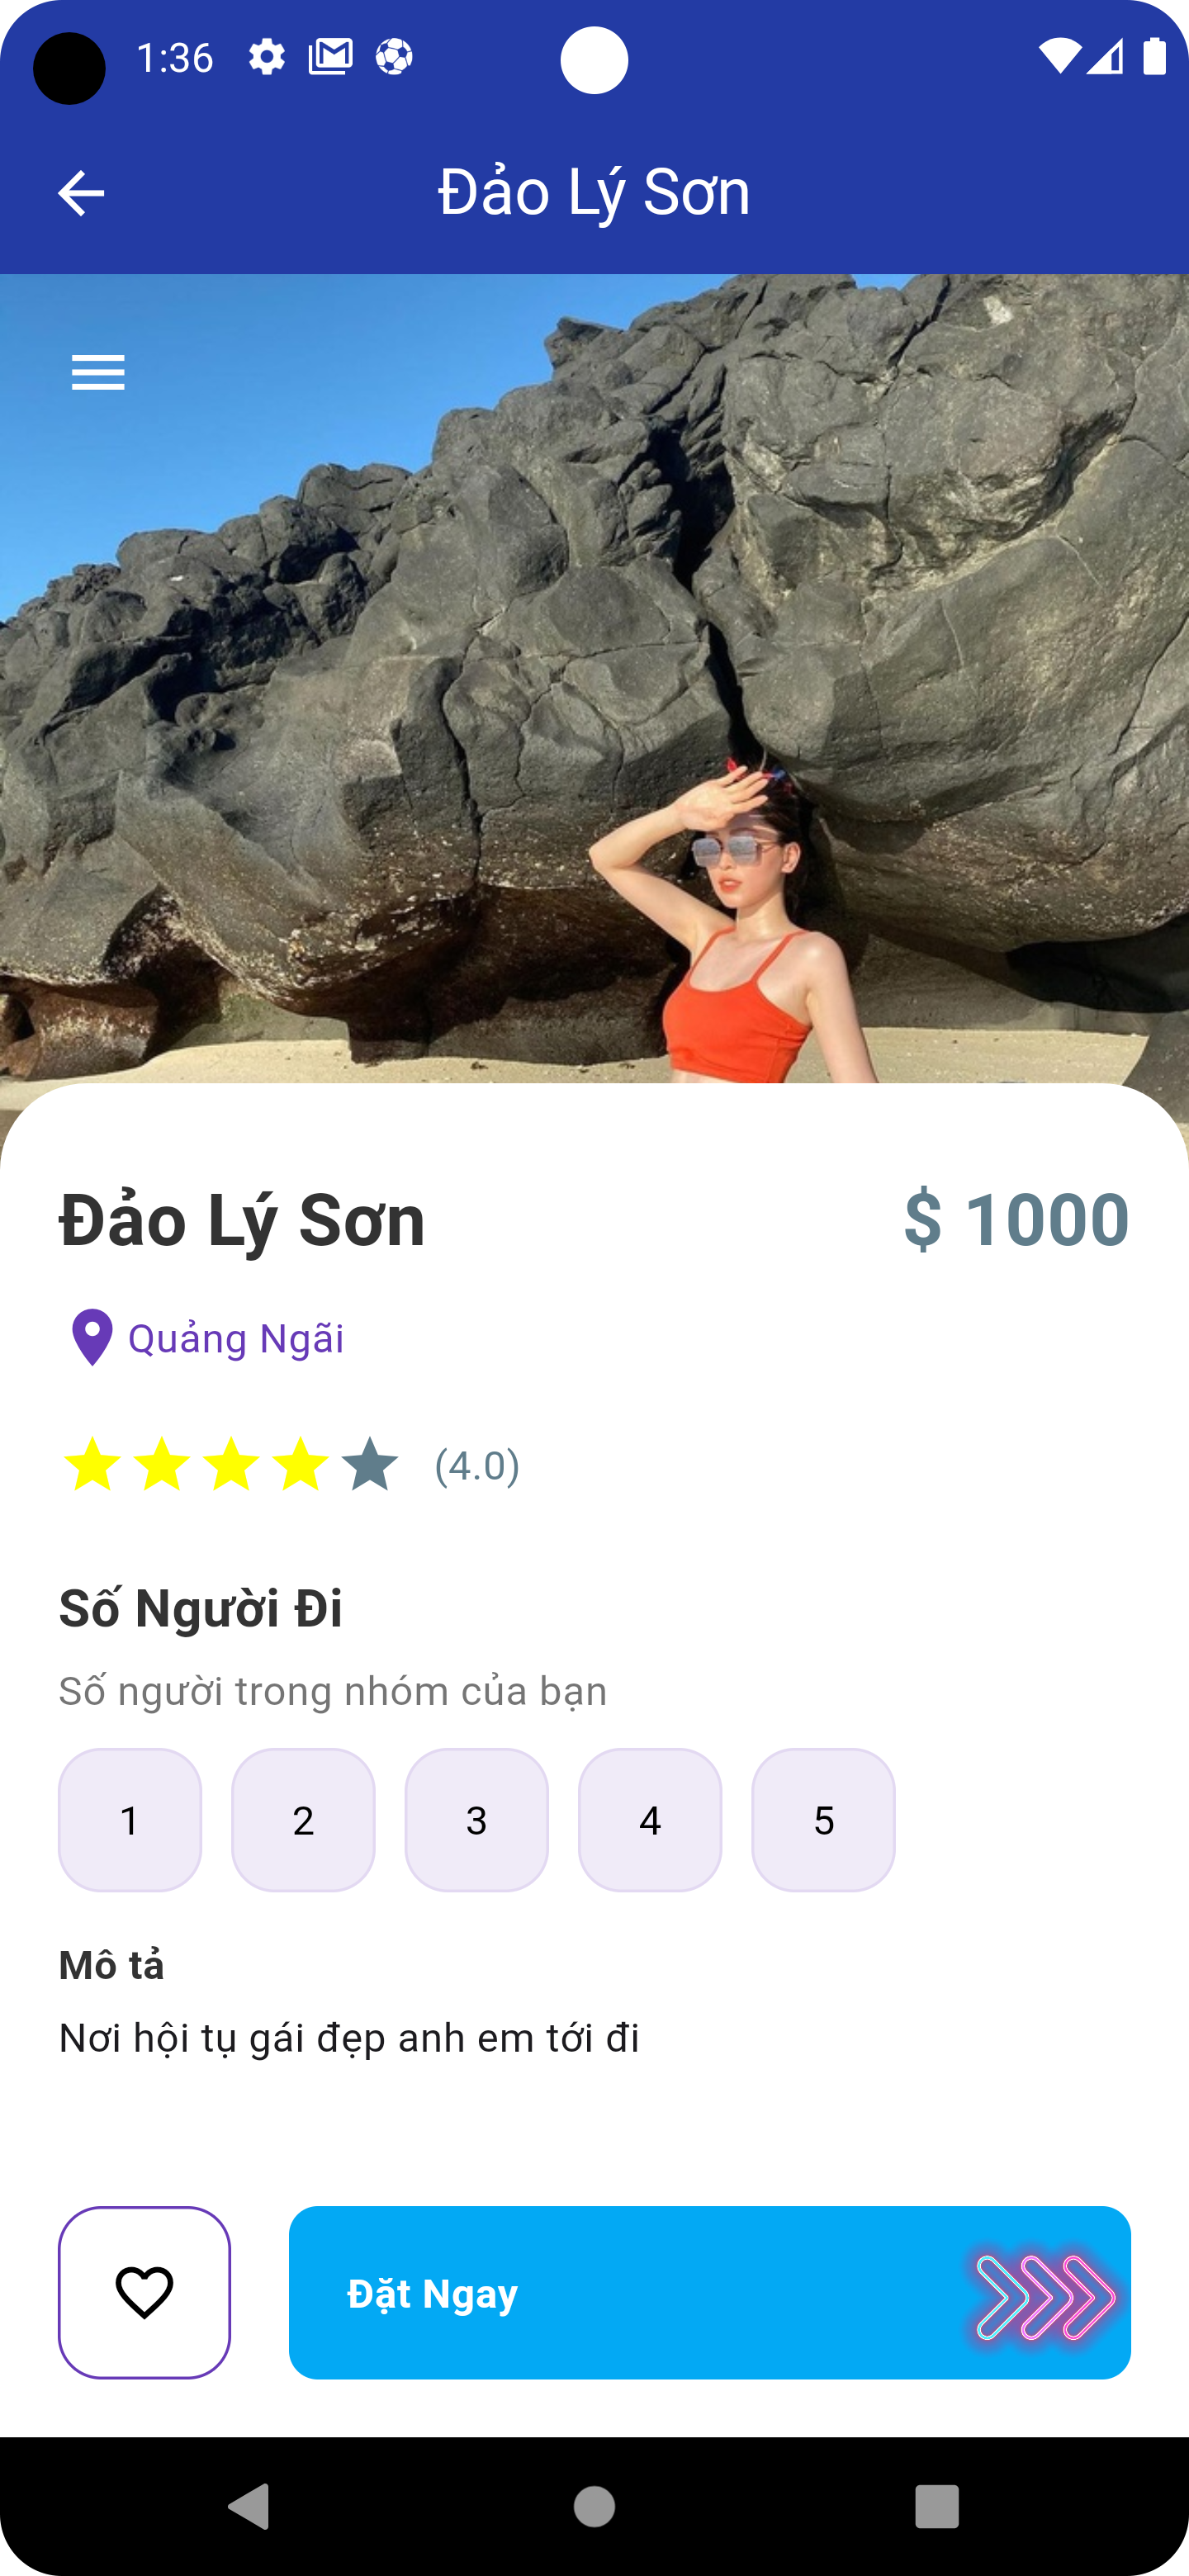 1:36
Đảo Lý Sơn
Đảo Lý Sơn
$ 1000
Quảng Ngãi
(4.0)
Số Người Đi
Số người trong nhóm của bạn
1 2 3 4 5
Mô tả
Nơi hội tụ gái đẹp anh em tới đi
Đặt Ngay